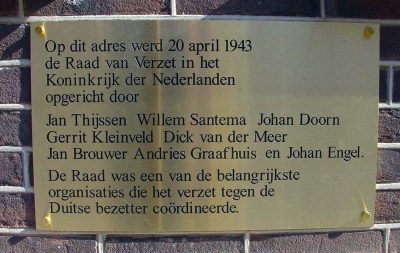 Op dit adres werd 20 april 1943
de Raad van Verzet in het
Koninkrijk der Nederlanden
opgericht door
Jan Thijssen Willem Santema Johan Doorn
Gerrit Kleinveld Dick van der Meer
Jan Brouwer Andries Graafhuis en Johan Engel.
De Raad was een van de belangrijkste
organisaties die het verzet tegen de
Duitse bezetter coördineerde.